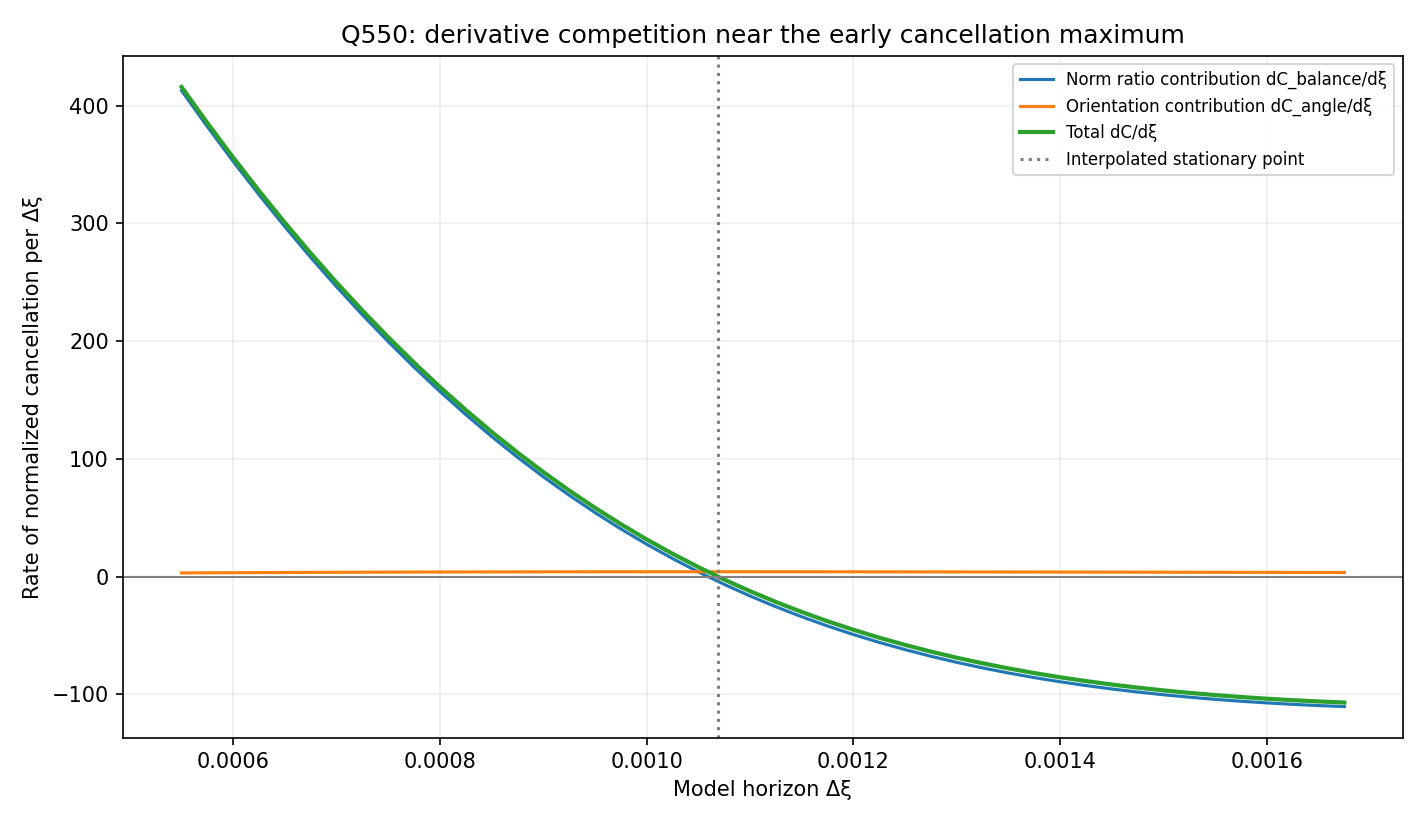 Q550: derivative competition near the early cancellation maximum
Norm ratio contribution dC_balance/dξ
Orientation contribution dC_angle/dξ
Total dC/dξ
Interpolated stationary point
Rate of normalized cancellation per Δξ
400
300
200
100
0
−100
0.0006
0.0008
0.0010
0.0012
0.0014
0.0016
Model horizon Δξ